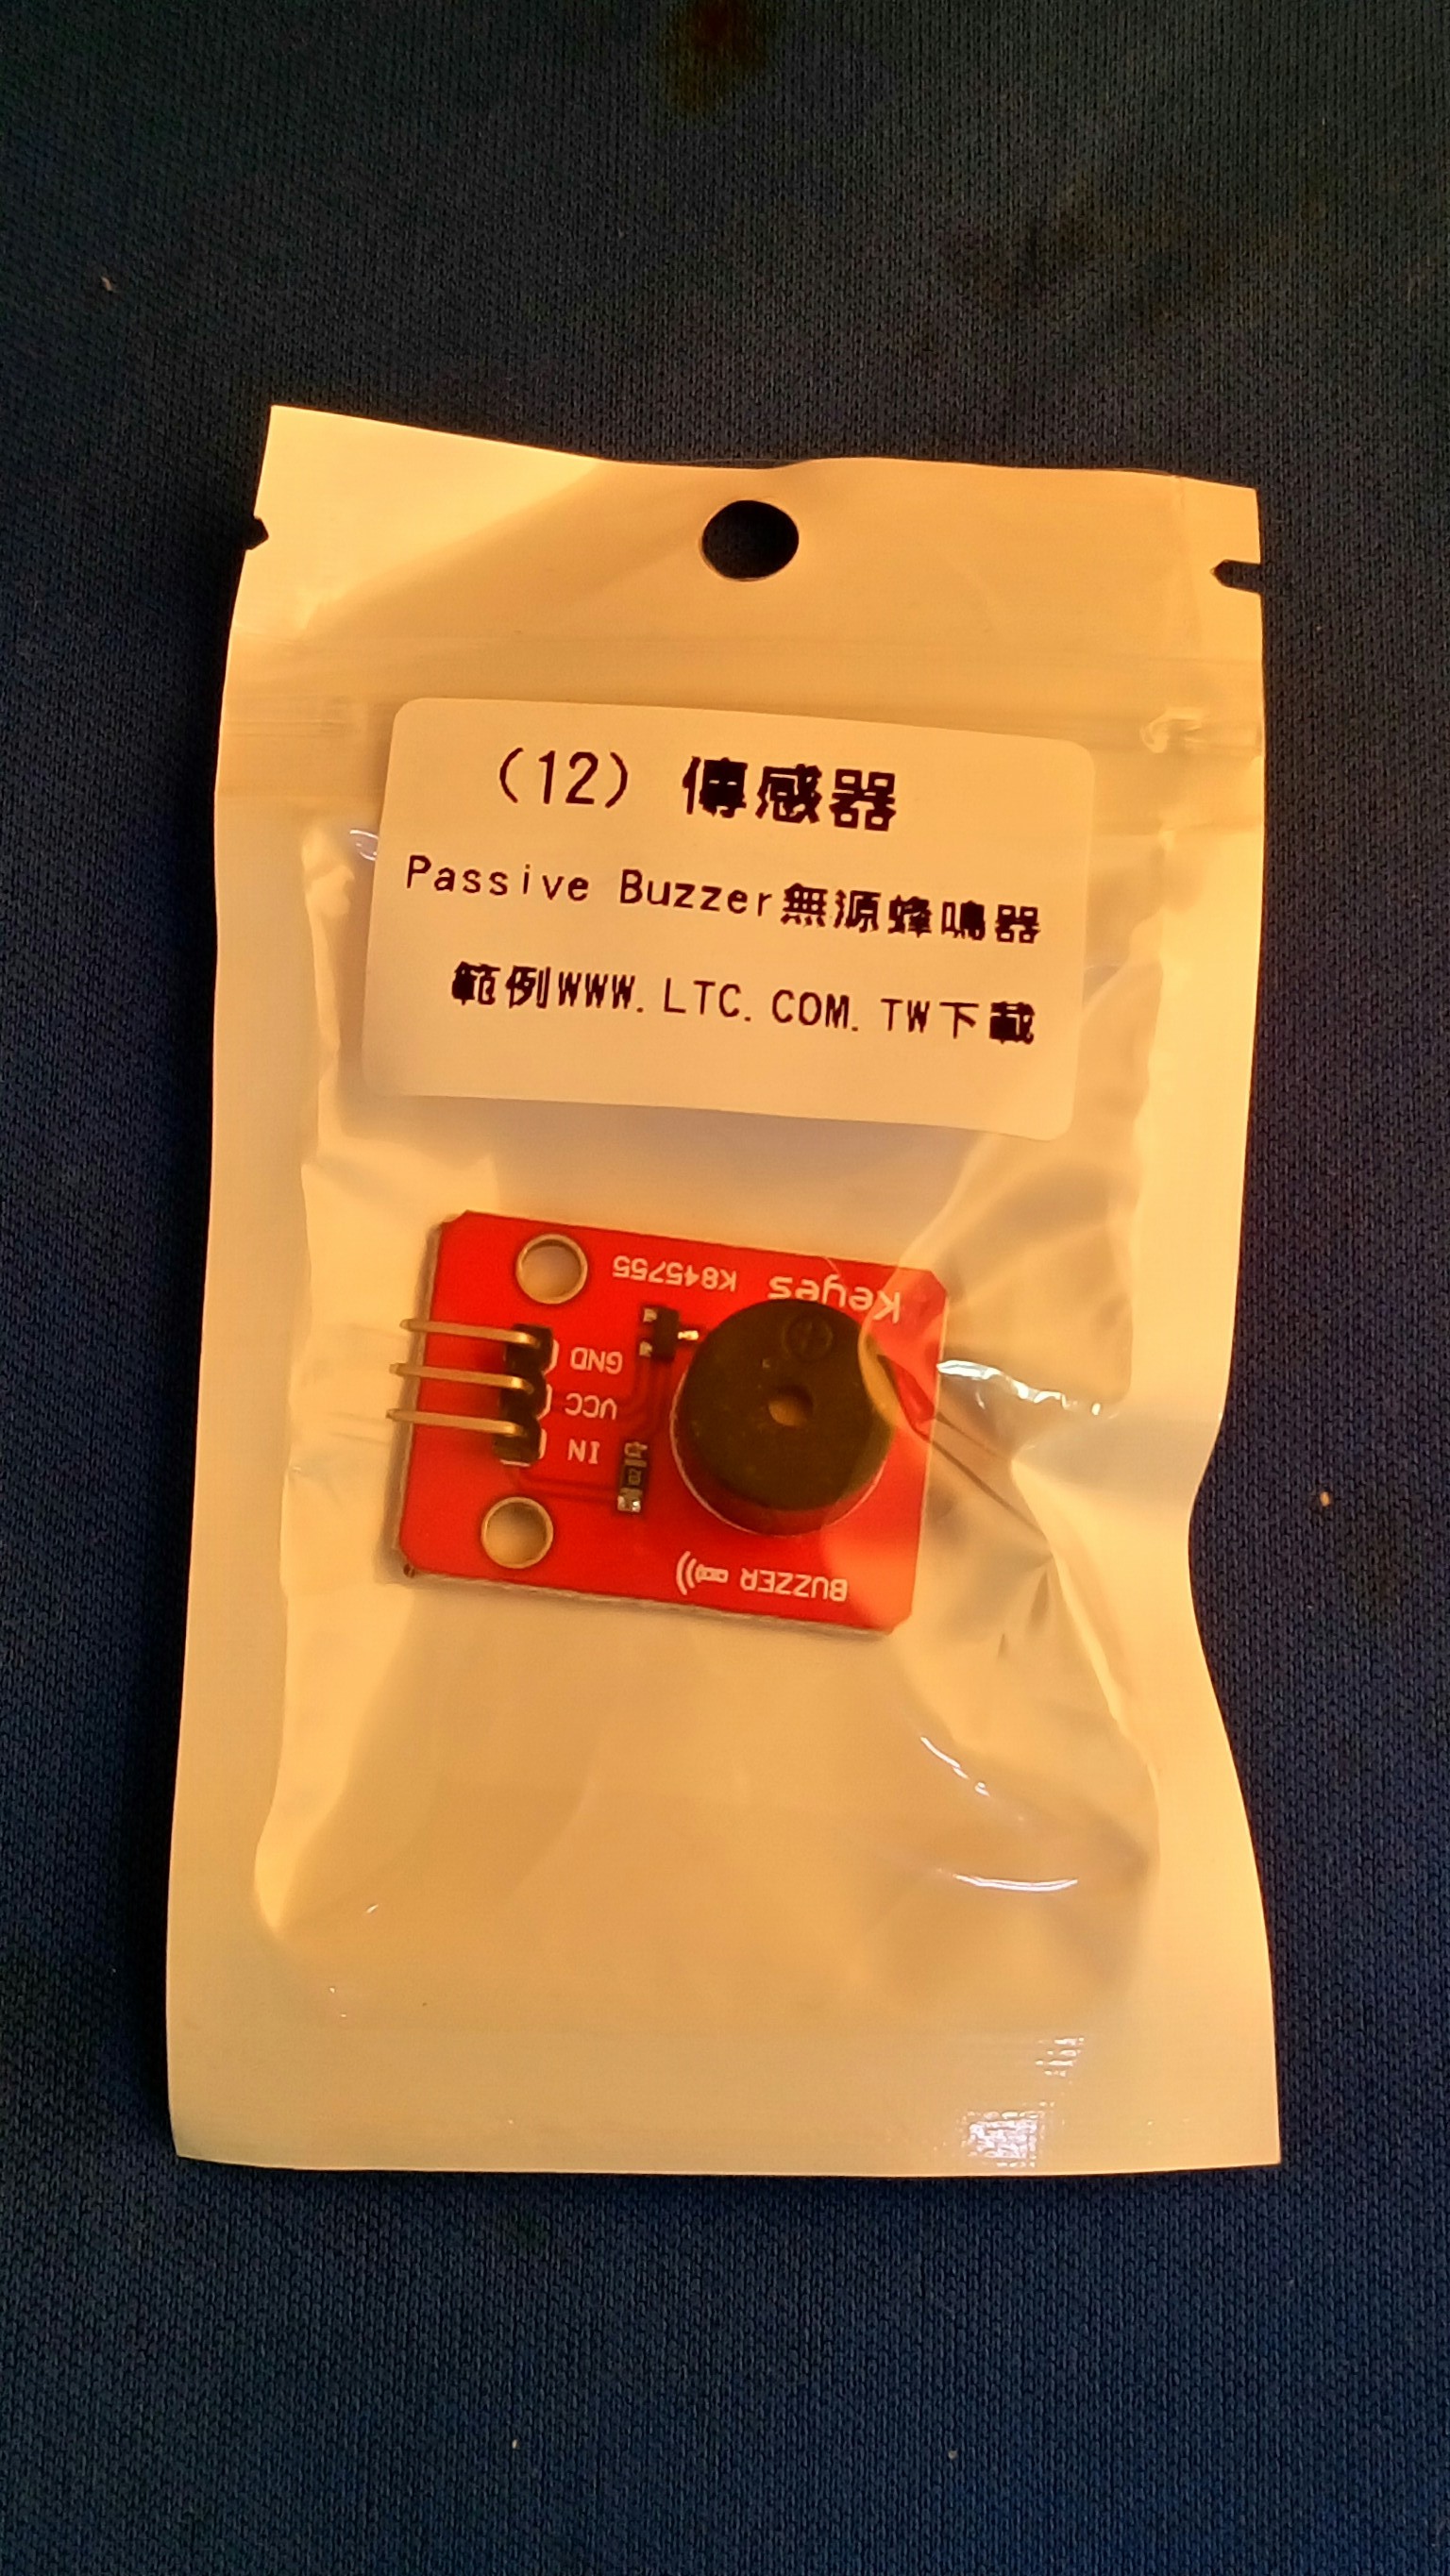 (12) 傳感器
Passive Buzzer無源蜂鳴器
範例WWW.LTC.COM.TW下載
Keyes K845755
GND
VCC
IN
BUZZER